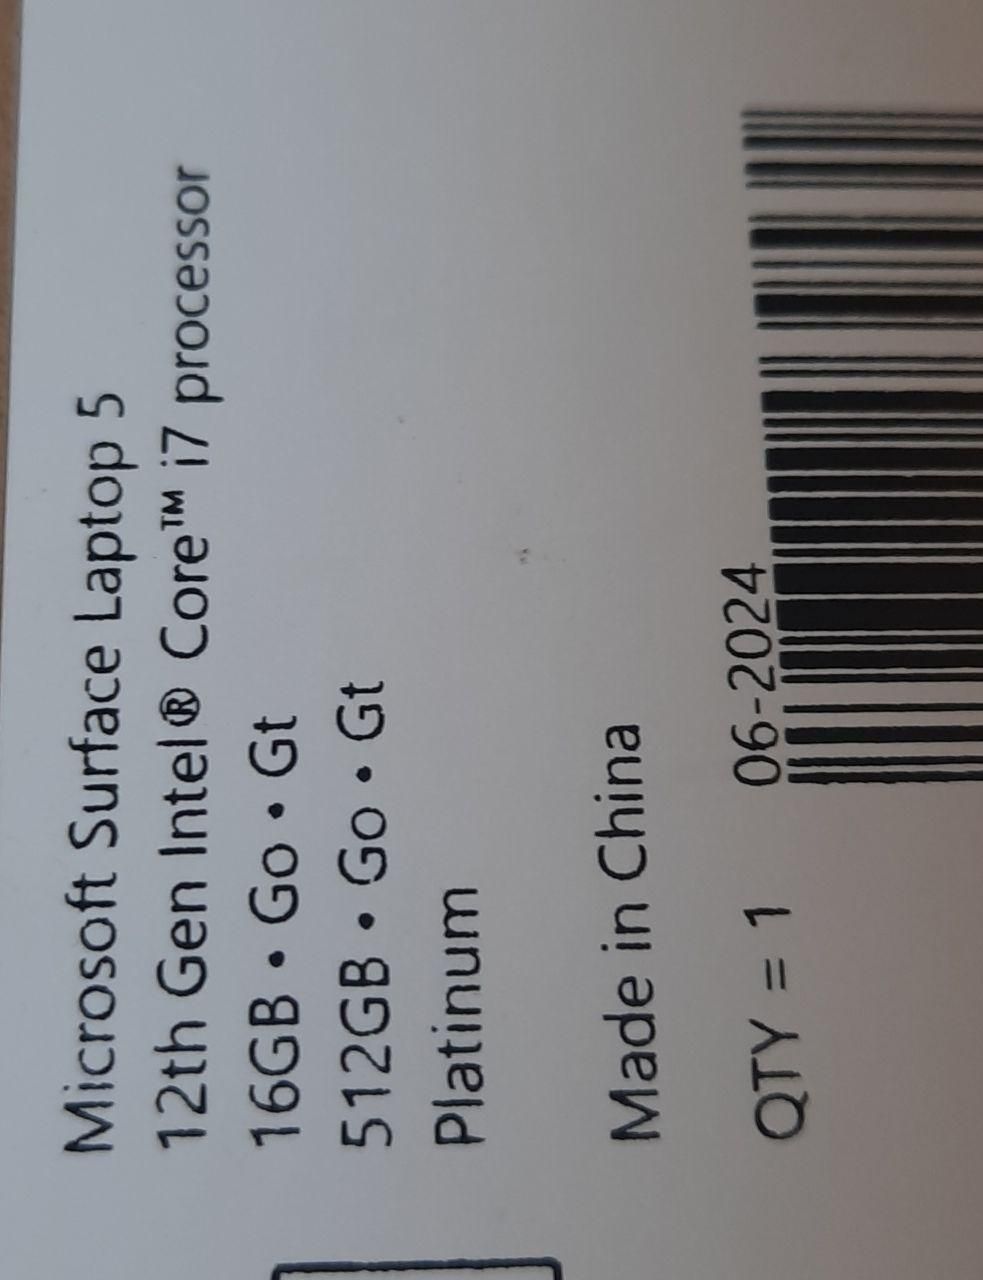 Microsoft Surface Laptop 5
12th Gen Intel® Core™ i7 processor
16GB • Go • Gt
512GB • Go • Gt
Platinum
Made in China
QTY = 1 06-2024